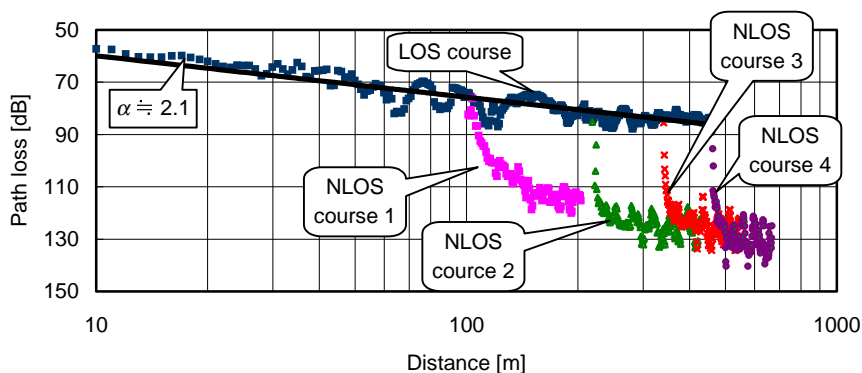 50
70
90
110
130
150
Path loss [dB]
10
100
1000
Distance [m]
α ≒ 2.1
LOS course
NLOS
course 1
NLOS
cource 2
NLOS
course 3
NLOS
course 4